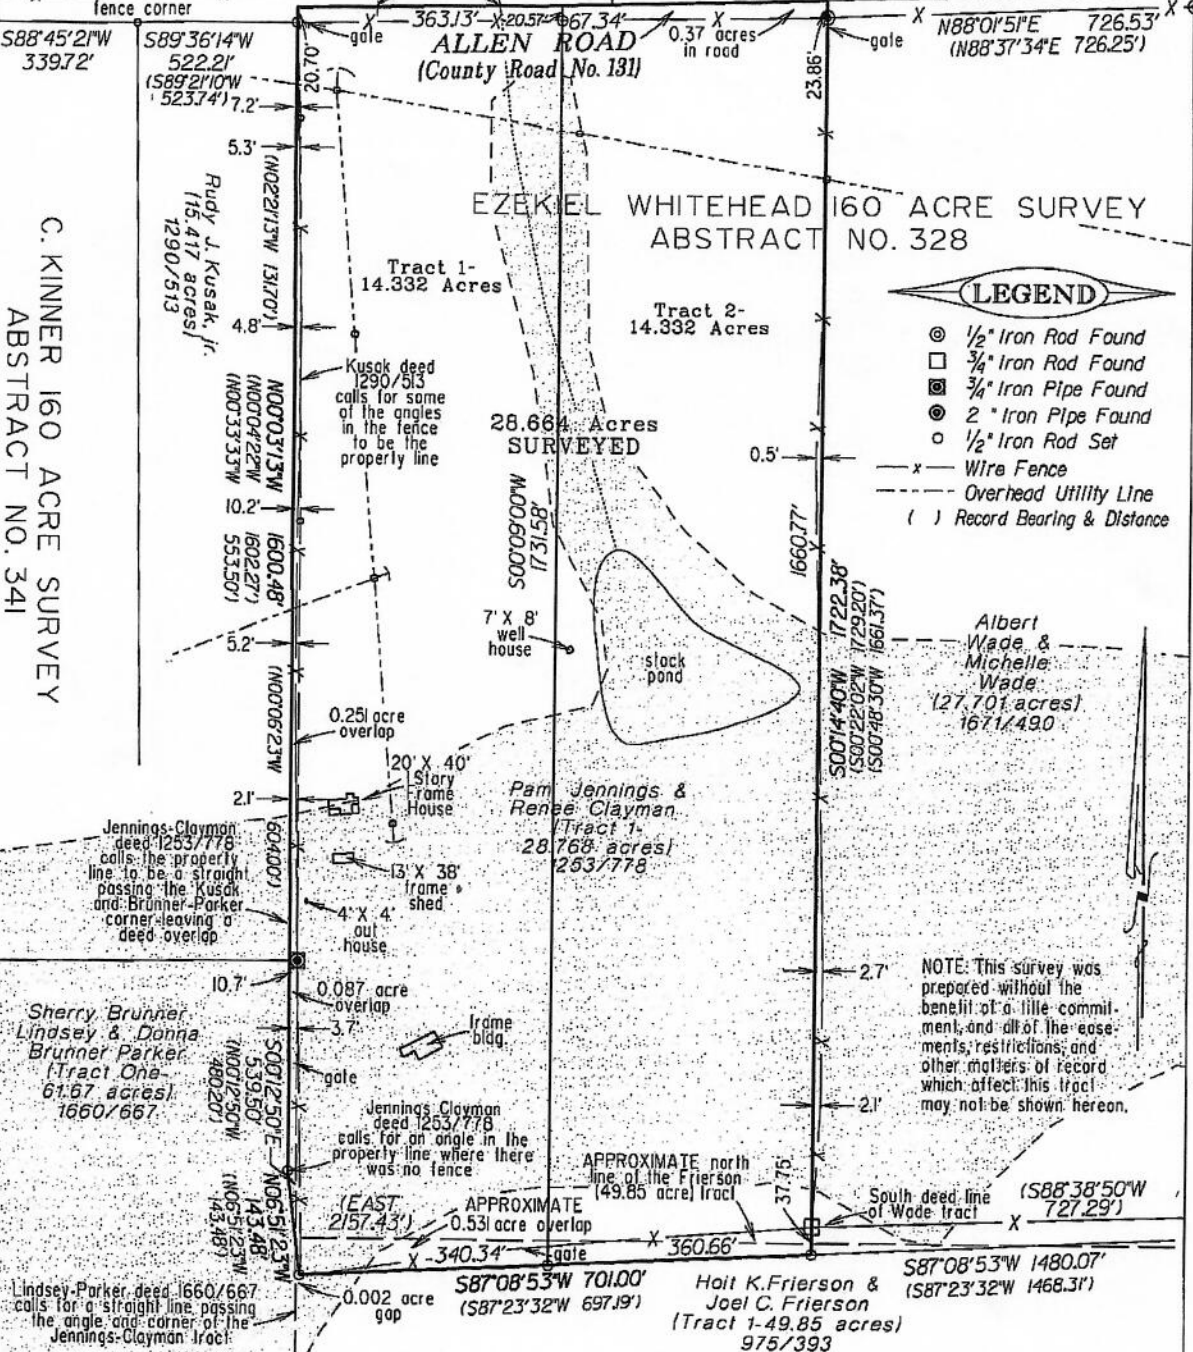 fence corner
S88°45'21"W
339.72'
S89°36'14"W
522.21'
(S89°21'10"W
523.74')
gate
363.13'
20.57'
367.34'
ALLEN ROAD
(County Road No. 131)
0.37 acres
in road
gate
N88°01'51"E 726.53'
(N88°37'34"E 726.25')
20.70'
23.86'
7.2'
5.3'
(N02°21'13"W 131.70')
Rudy J. Kusak, jr.
(115.417 acres)
1290/513
EZEKIEL WHITEHEAD 160 ACRE SURVEY
ABSTRACT NO. 328
C. KINNER 160 ACRE SURVEY
ABSTRACT NO. 341
Tract 1-
14.332 Acres
Tract 2-
14.332 Acres
LEGEND
1/2" Iron Rod Found
3/4" Iron Rod Found
3/4" Iron Pipe Found
2 " Iron Pipe Found
1/2" Iron Rod Set
x Wire Fence
Overhead Utility Line
( ) Record Bearing & Distance
4.8'
Kusak deed
1290/513
calls for some
of the angles
in the fence
to be the
property line
28.664 Acres
SURVEYED
0.5'
N00°03'13"W 1600.48'
(N00°04'22"W 1602.27')
(N00°33'33"W 553.50')
10.2'
S00°09'00"W
1731.58'
1660.77'
S00°14'40"W 1722.38'
(S00°22'02"W 1729.20')
(S00°48'30"W 1661.37')
5.2'
7' X 8'
well
house
stock
pond
Albert
Wade &
Michelle
Wade
(27.701 acres)
1671/490
(N00°06'23"W 604.00')
0.251 acre
overlap
20' X 40'
1 Story
Frame
House
2.1'
Pam Jennings &
Renee Clayman
(Tract 1-
28.768 acres)
1253/778
Jennings-Clayman
deed 1253/778
calls the property
line to be a straight
passing the Kusak
and Brunner-Parker
corner leaving a
deed overlap
13' X 38'
frame
shed
4' X 4'
out
house
10.7'
0.087 acre
overlap
3.7'
2.7'
NOTE: This survey was
prepared without the
benefit of a title commit-
ment, and all of the ease-
ments, restrictions, and
other matters of record
which affect this tract
may not be shown hereon.
Sherry Brunner
Lindsey & Donna
Brunner Parker
(Tract One-
61.67 acres)
1660/667
frame
bldg.
gate
S00°12'50"E
539.50'
(N00°12'50"W
480.20')
2.1'
Jennings Clayman
deed 1253/778
calls for an angle in the
property line where there
was no fence
N06°51'23"W
143.48'
(N06°51'23"W
143.48')
APPROXIMATE north
line of the Frierson
(49.85 acre) tract
37.75'
South deed line
of Wade tract
(S88°38'50"W
727.29')
(EAST
2157.43')
APPROXIMATE
0.531 acre overlap
340.34'
gate
360.66'
S87°08'53"W 701.00'
(S87°23'32"W 697.19')
S87°08'53"W 1480.07'
(S87°23'32"W 1468.31')
Lindsey-Parker deed 1660/667
calls for a straight line passing
the angle and corner of the
Jennings-Clayman tract
0.002 acre
gap
Hoit K. Frierson &
Joel C. Frierson
(Tract 1-49.85 acres)
975/393